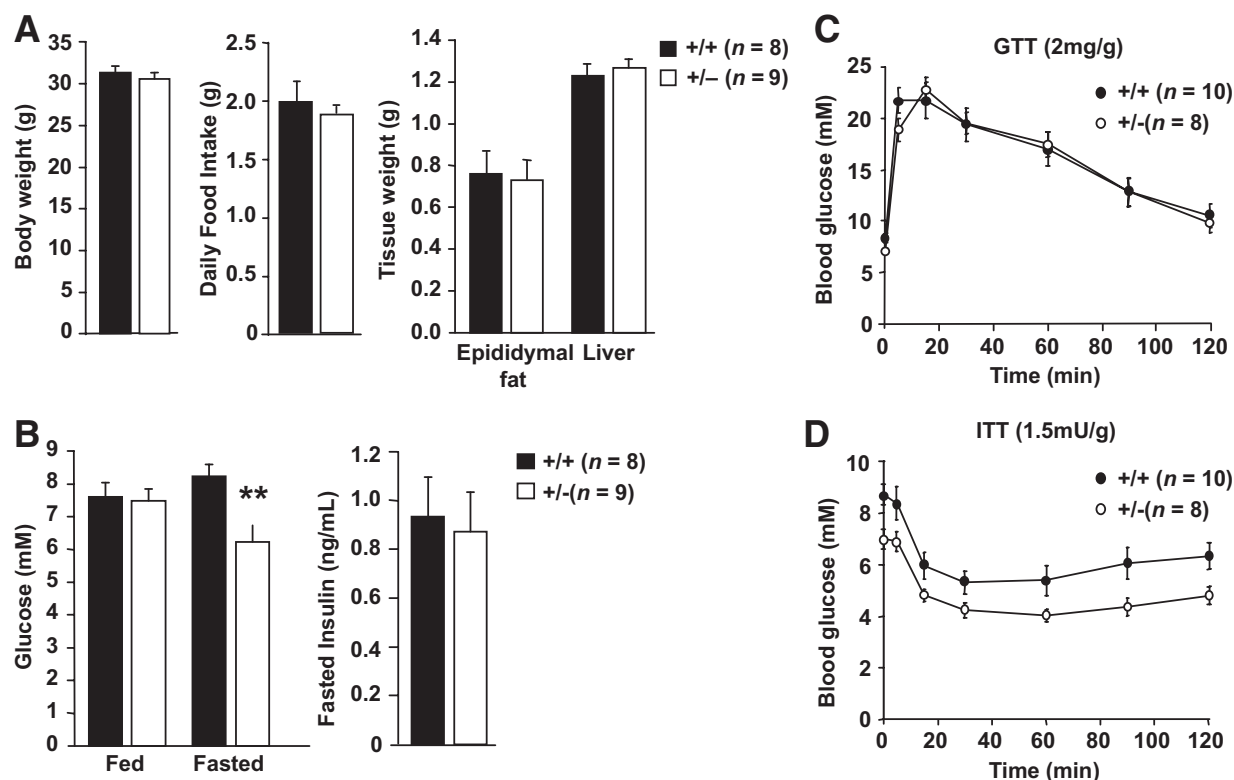 A
Body weight (g)
35
30
25
20
15
10
5
0
Daily Food Intake (g)
2.5
2.0
1.5
1.0
0.5
0
Tissue weight (g)
1.4
1.2
1.0
0.8
0.6
0.4
0.2
0.0
Epididymal Liver
fat
+/+ (n = 8)
+/– (n = 9)
B
Glucose (mM)
9
8
7
6
5
4
3
2
1
0
**
Fed Fasted
Fasted Insulin (ng/mL)
1.2
1.0
0.8
0.6
0.4
0.2
0
+/+ (n = 8)
+/-(n = 9)
C
GTT (2mg/g)
Blood glucose (mM)
25
20
15
10
5
0
+/+ (n = 10)
+/-(n = 8)
0 20 40 60 80 100 120
Time (min)
D
ITT (1.5mU/g)
Blood glucose (mM)
10
8
6
4
2
0
+/+ (n = 10)
+/-(n = 8)
0 20 40 60 80 100 120
Time (min)